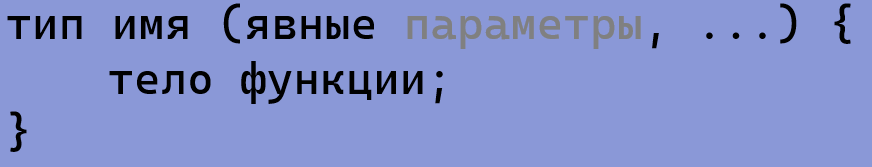 тип имя (явные параметры, ...) {
тело функции;
}